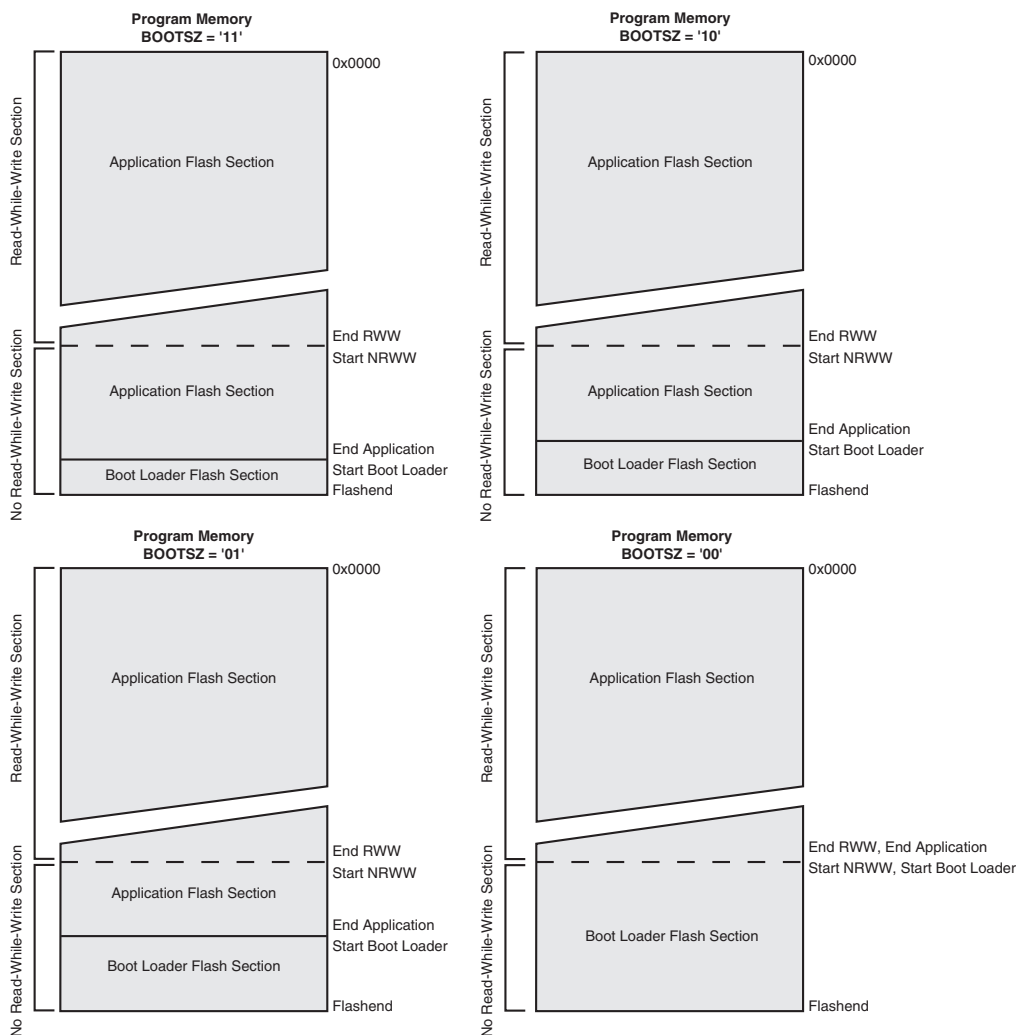 Program Memory
BOOTSZ = '11'
0x0000
Read-While-Write Section
Application Flash Section
End RWW
Start NRWW
No Read-While-Write Section
Application Flash Section
End Application
Start Boot Loader
Boot Loader Flash Section
Flashend
Program Memory
BOOTSZ = '10'
0x0000
Read-While-Write Section
Application Flash Section
End RWW
Start NRWW
No Read-While-Write Section
Application Flash Section
End Application
Start Boot Loader
Boot Loader Flash Section
Flashend
Program Memory
BOOTSZ = '01'
0x0000
Read-While-Write Section
Application Flash Section
End RWW
Start NRWW
No Read-While-Write Section
Application Flash Section
End Application
Start Boot Loader
Boot Loader Flash Section
Flashend
Program Memory
BOOTSZ = '00'
0x0000
Read-While-Write Section
Application Flash Section
End RWW, End Application
Start NRWW, Start Boot Loader
No Read-While-Write Section
Boot Loader Flash Section
Flashend